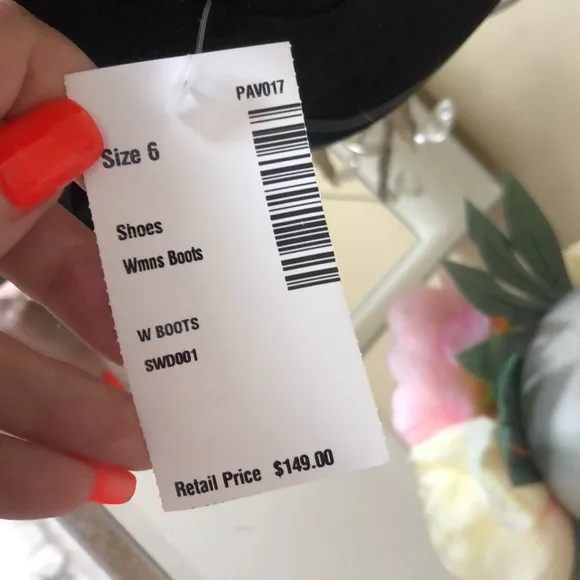 PAV017
Size 6
Shoes
Wmns Boots
W BOOTS
SWD001
Retail Price $149.00